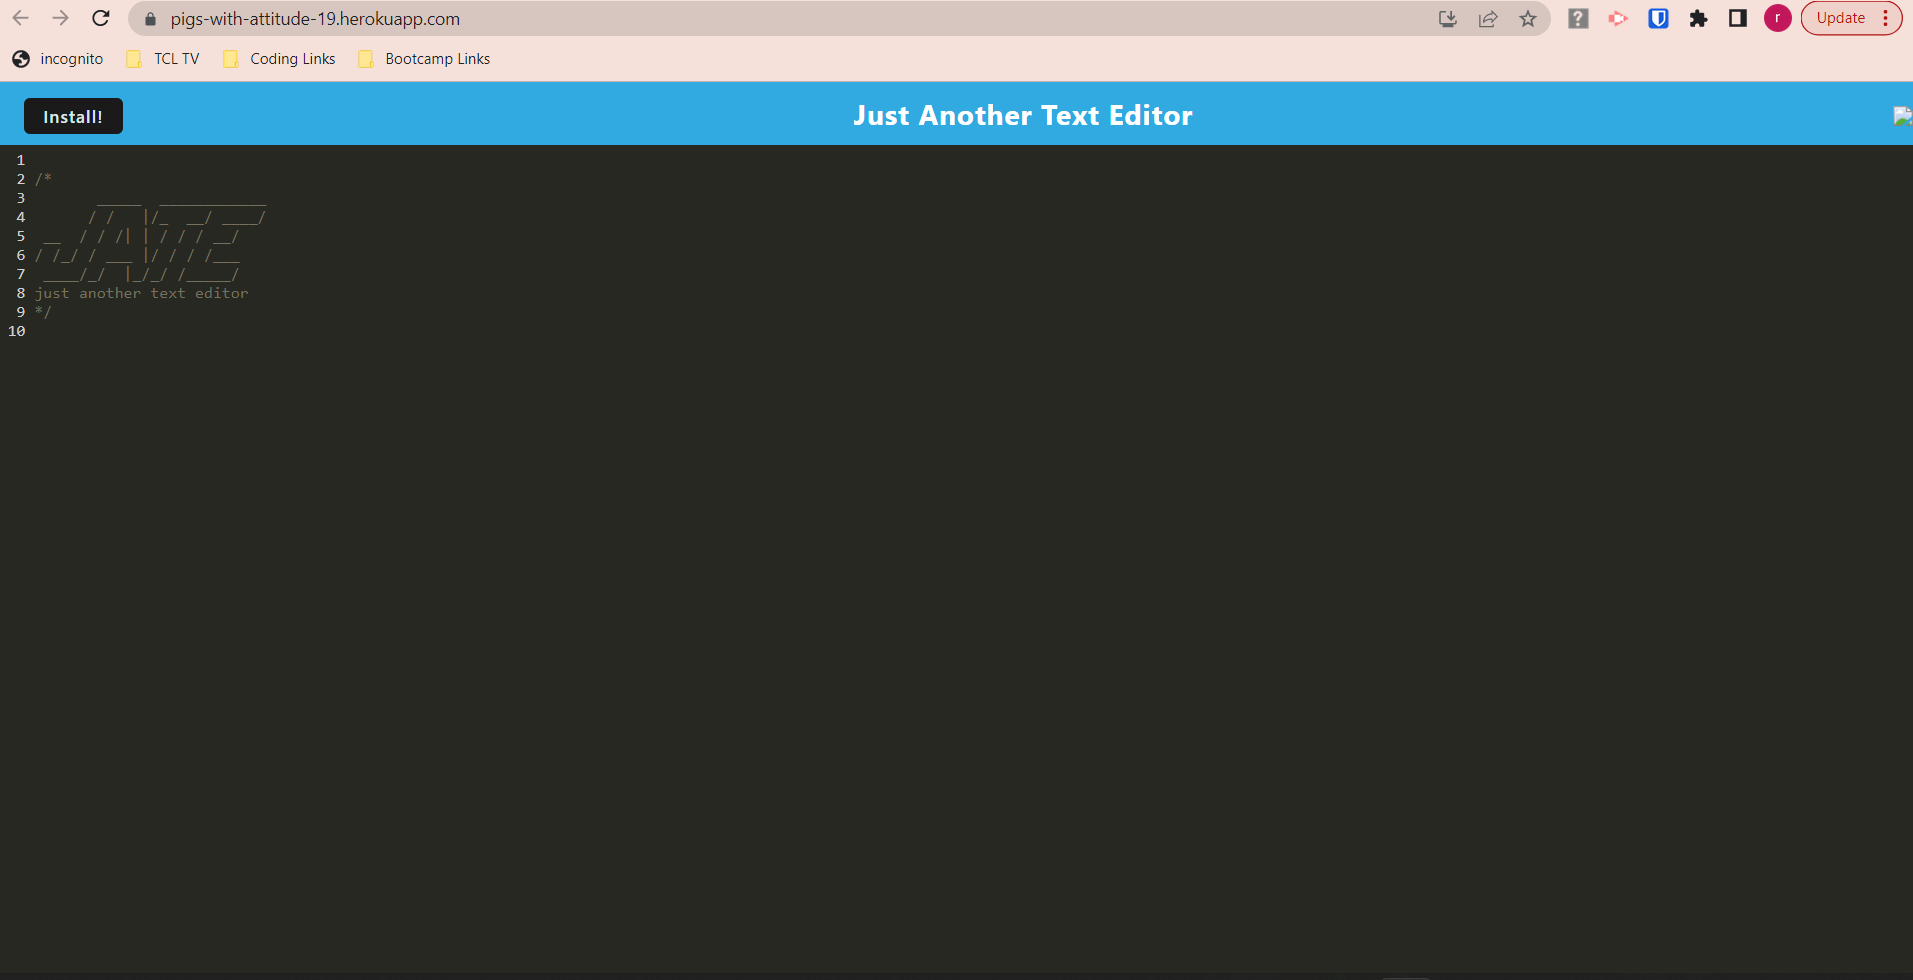 pigs-with-attitude-19.herokuapp.com
r
Update
incognito
TCL TV
Coding Links
Bootcamp Links
Install!
Just Another Text Editor
1
2 /*
3        _____  ____________
4       / /   |/_  __/ ____/
5  __  / / /| | / / / __/
6 / /_/ / ___ |/ / / /___
7  ____/_/  |_/_/ /_____/
8 just another text editor
9 */
10